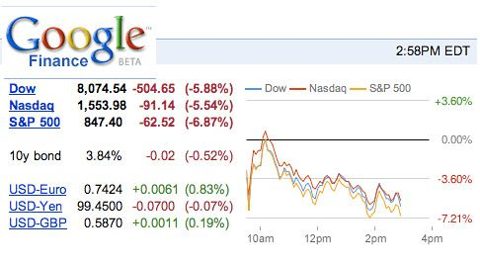 Google
Finance BETA
2:58PM EDT
Dow 8,074.54 -504.65 (-5.88%)
Nasdaq 1,553.98 -91.14 (-5.54%)
S&P 500 847.40 -62.52 (-6.87%)
10y bond 3.84% -0.02 (-0.52%)
USD-Euro 0.7424 +0.0061 (0.83%)
USD-Yen 99.4500 -0.0700 (-0.07%)
USD-GBP 0.5870 +0.0011 (0.19%)
Dow Nasdaq S&P 500
+3.60%
0.00%
-3.60%
-7.21%
10am 12pm 2pm 4pm